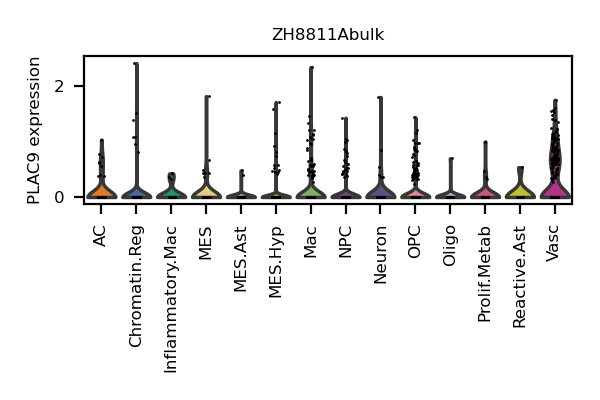 ZH8811Abulk
PLAC9 expression
2
0
AC
Chromatin.Reg
Inflammatory.Mac
MES
MES.Ast
MES.Hyp
Mac
NPC
Neuron
OPC
Oligo
Prolif.Metab
Reactive.Ast
Vasc